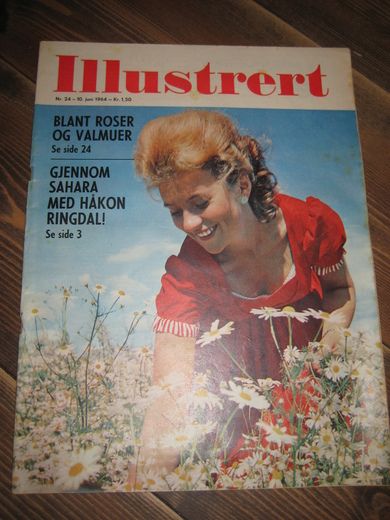 Illustrert
Nr. 24 – 10. juni 1964 – Kr. 1,50
BLANT ROSER
OG VALMUER
Se side 24
GJENNOM
SAHARA
MED HÅKON
RINGDAL!
Se side 3